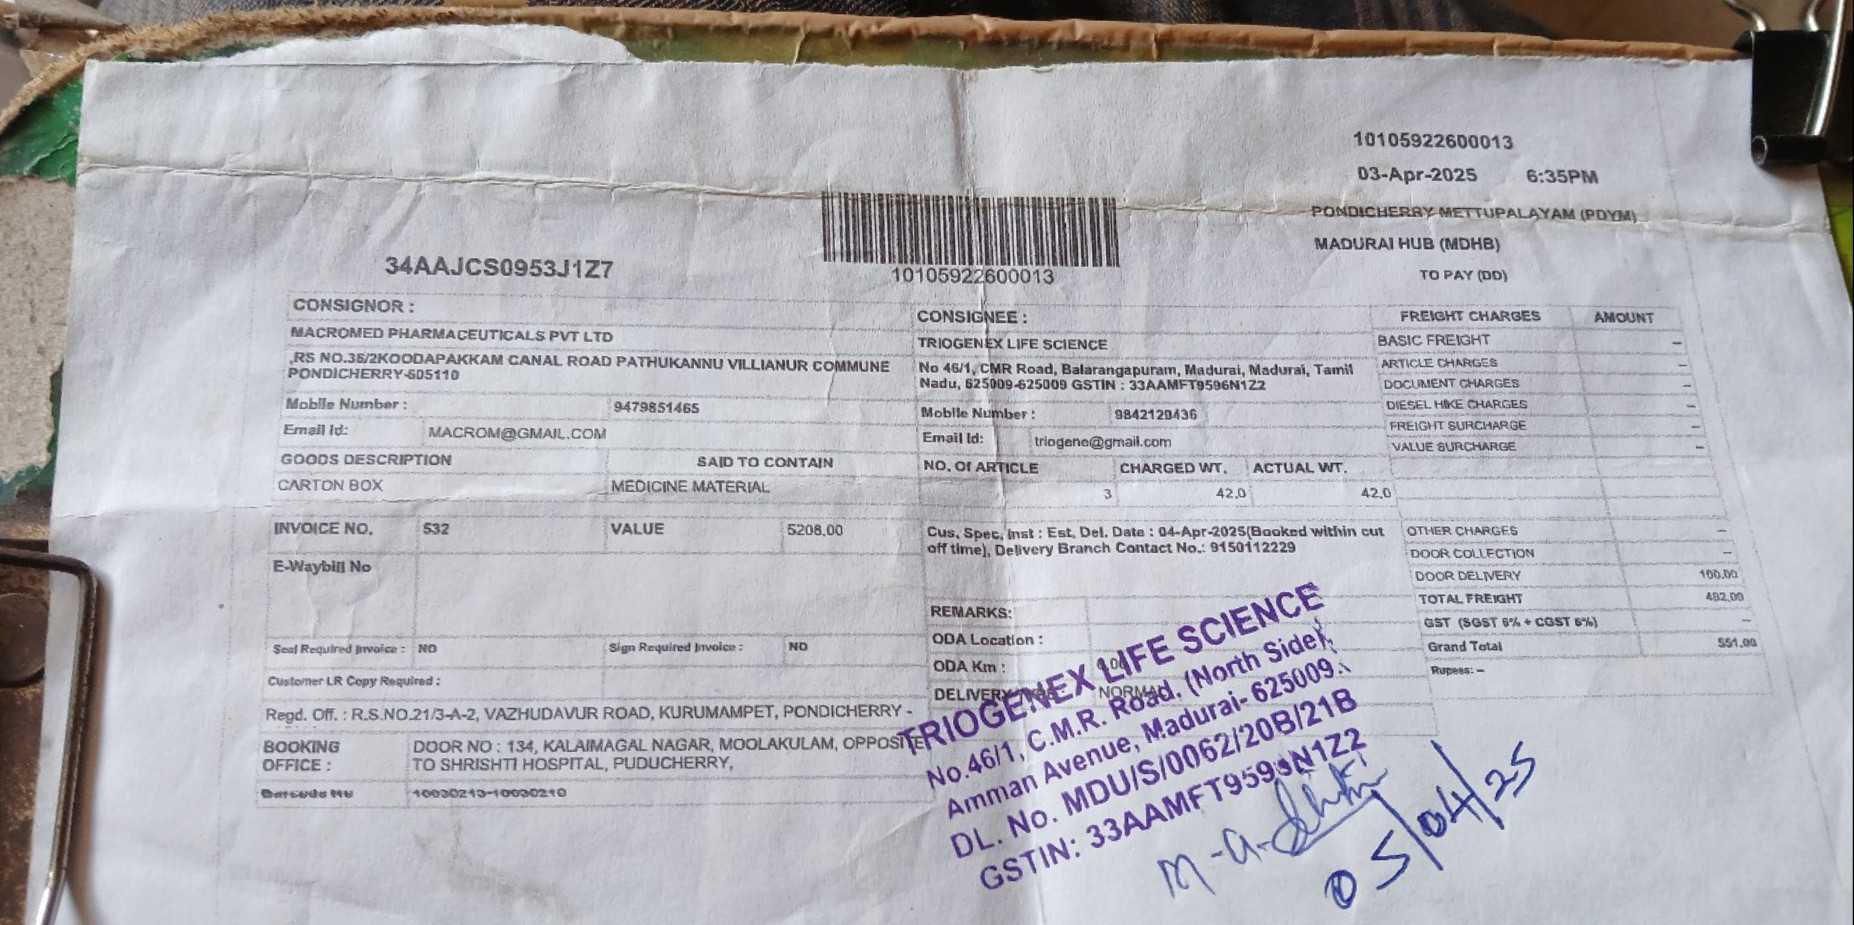 10105922600013
03-Apr-2025 6:35PM
PONDICHERRY METTUPALAYAM (PDYM)
MADURAI HUB (MDHB)
TO PAY (DD)
34AAJCS0953J1Z7
10105922600013
CONSIGNOR :
MACROMED PHARMACEUTICALS PVT LTD
,RS NO.36/2KOODAPAKKAM CANAL ROAD PATHUKANNU VILLIANUR COMMUNE
PONDICHERRY-605110
Mobile Number : 9479851465
Email Id: MACROM@GMAIL.COM
GOODS DESCRIPTION SAID TO CONTAIN
CARTON BOX MEDICINE MATERIAL
INVOICE NO. 532 VALUE 5208.00
E-Waybill No
Seal Required Invoice : NO Sign Required Invoice : NO
Customer LR Copy Required :
Regd. Off. : R.S.NO.21/3-A-2, VAZHUDAVUR ROAD, KURUMAMPET, PONDICHERRY -
BOOKING OFFICE : DOOR NO : 134, KALAIMAGAL NAGAR, MOOLAKULAM, OPPOSITE
TO SHRISHTI HOSPITAL, PUDUCHERRY,
Barcode No
CONSIGNEE :
TRIOGENEX LIFE SCIENCE
No 46/1, CMR Road, Balarangapuram, Madurai, Madurai, Tamil
Nadu, 625009-625009 GSTIN : 33AAMFT9596N1Z2
Mobile Number : 9842129436
Email Id: triogene@gmail.com
NO. Of ARTICLE CHARGED WT. ACTUAL WT.
3 42.0 42.0
Cus. Spec. Inst : Est. Del. Date : 04-Apr-2025(Booked within cut
off time), Delivery Branch Contact No.: 9150112229
REMARKS:
ODA Location :
ODA Km :
DELIVERY NORMAL
FREIGHT CHARGES AMOUNT
BASIC FREIGHT –
ARTICLE CHARGES –
DOCUMENT CHARGES –
DIESEL HIKE CHARGES –
FREIGHT SURCHARGE –
VALUE SURCHARGE –
OTHER CHARGES –
DOOR COLLECTION –
DOOR DELIVERY 100.00
TOTAL FREIGHT 492.00
GST (SGST 6% + CGST 6%) –
Grand Total 551.00
Rupees: –
TRIOGENEX LIFE SCIENCE
No.46/1, C.M.R. Road. (North Side),
Amman Avenue, Madurai- 625009.
DL. No. MDU/S/0062/20B/21B
GSTIN: 33AAMFT9596N1Z2
05/04/25